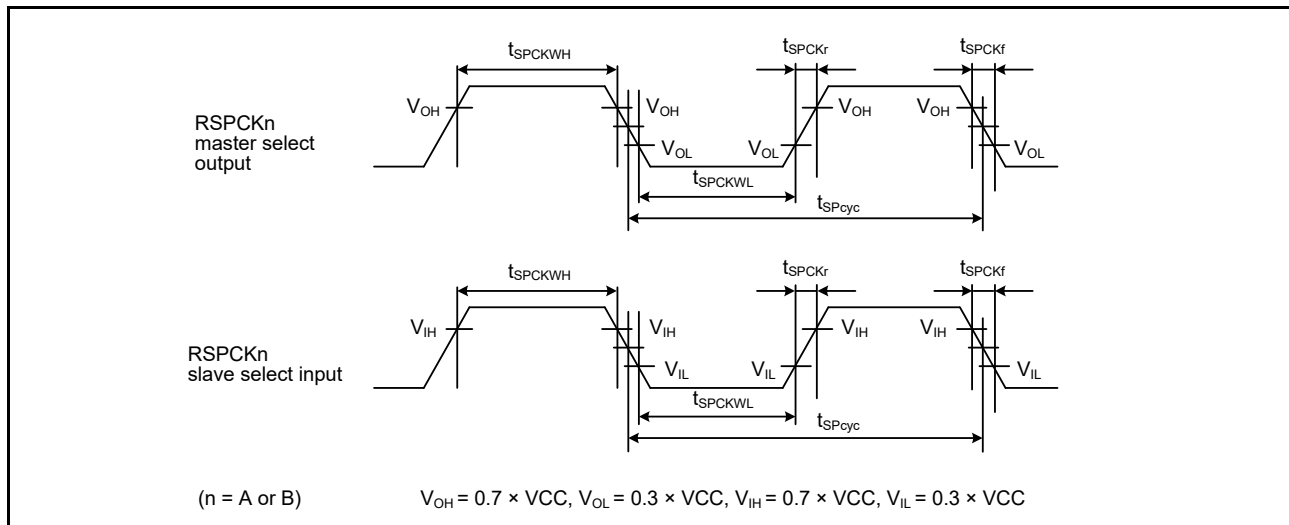 tSPCKWH tSPCKr tSPCKf
VOH VOH VOH VOH
RSPCKn
master select
output
VOL VOL VOL
tSPCKWL
tSPcyc
tSPCKWH tSPCKr tSPCKf
VIH VIH VIH VIH
RSPCKn
slave select input
VIL VIL VIL
tSPCKWL
tSPcyc
(n = A or B) VOH = 0.7 × VCC, VOL = 0.3 × VCC, VIH = 0.7 × VCC, VIL = 0.3 × VCC